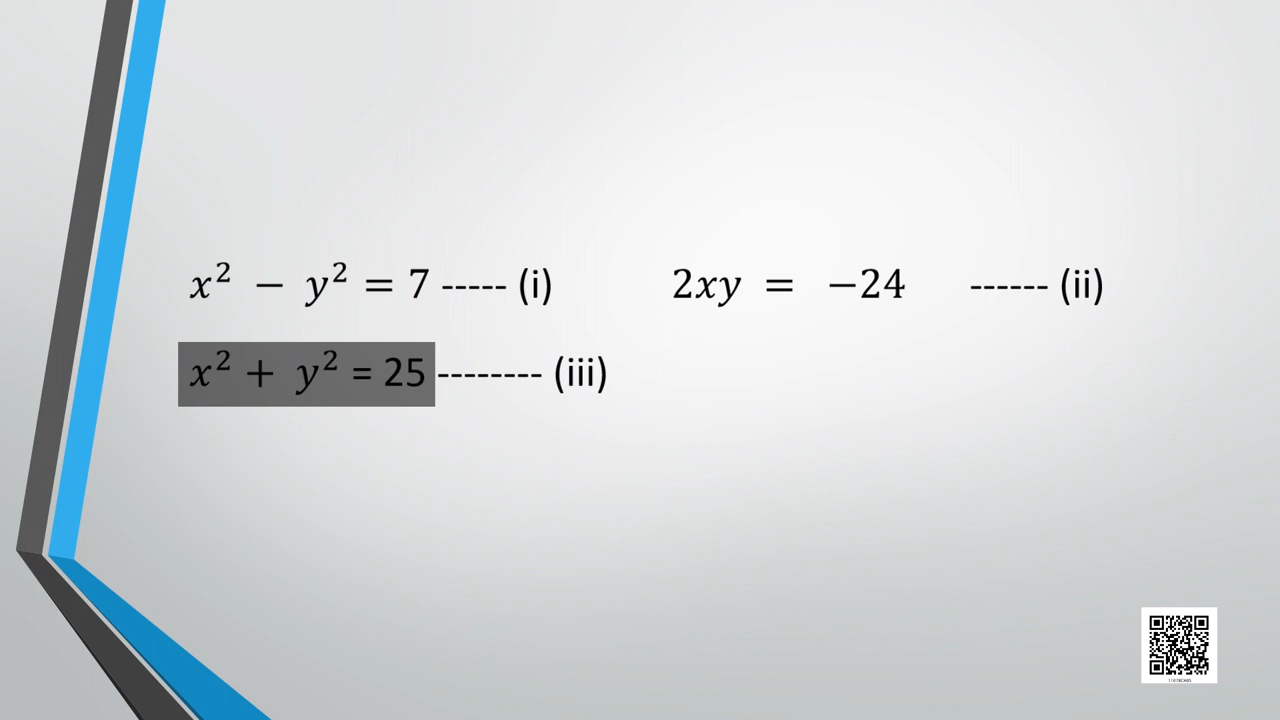 x² − y² = 7 ----- (i) 2xy = −24 ------ (ii)
x² + y² = 25 -------- (iii)